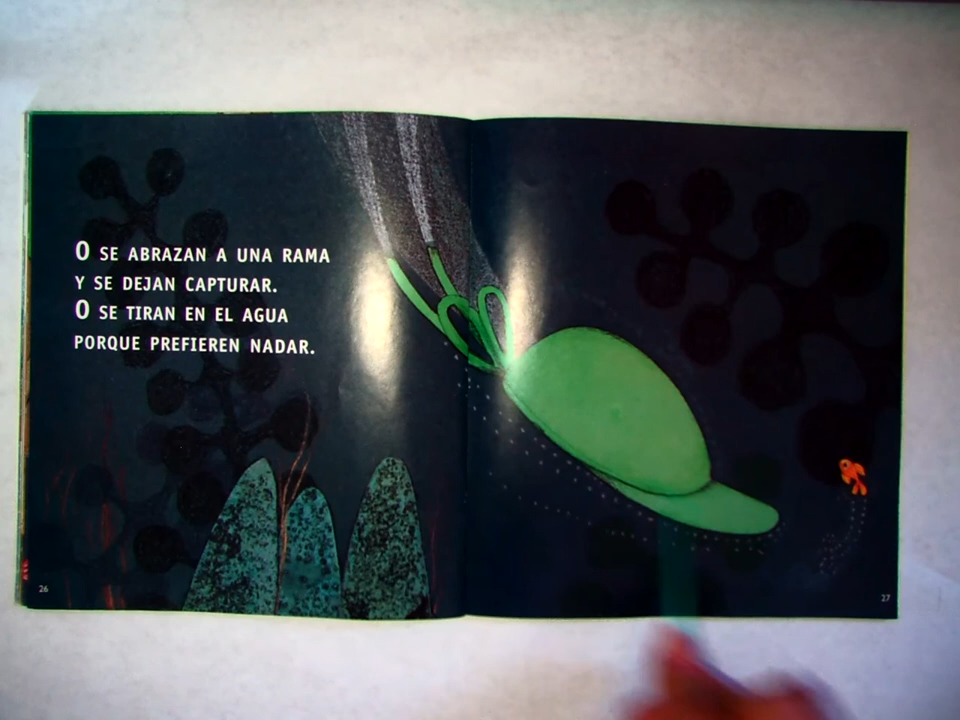 O SE ABRAZAN A UNA RAMA
Y SE DEJAN CAPTURAR.
O SE TIRAN EN EL AGUA
PORQUE PREFIEREN NADAR.
26
27